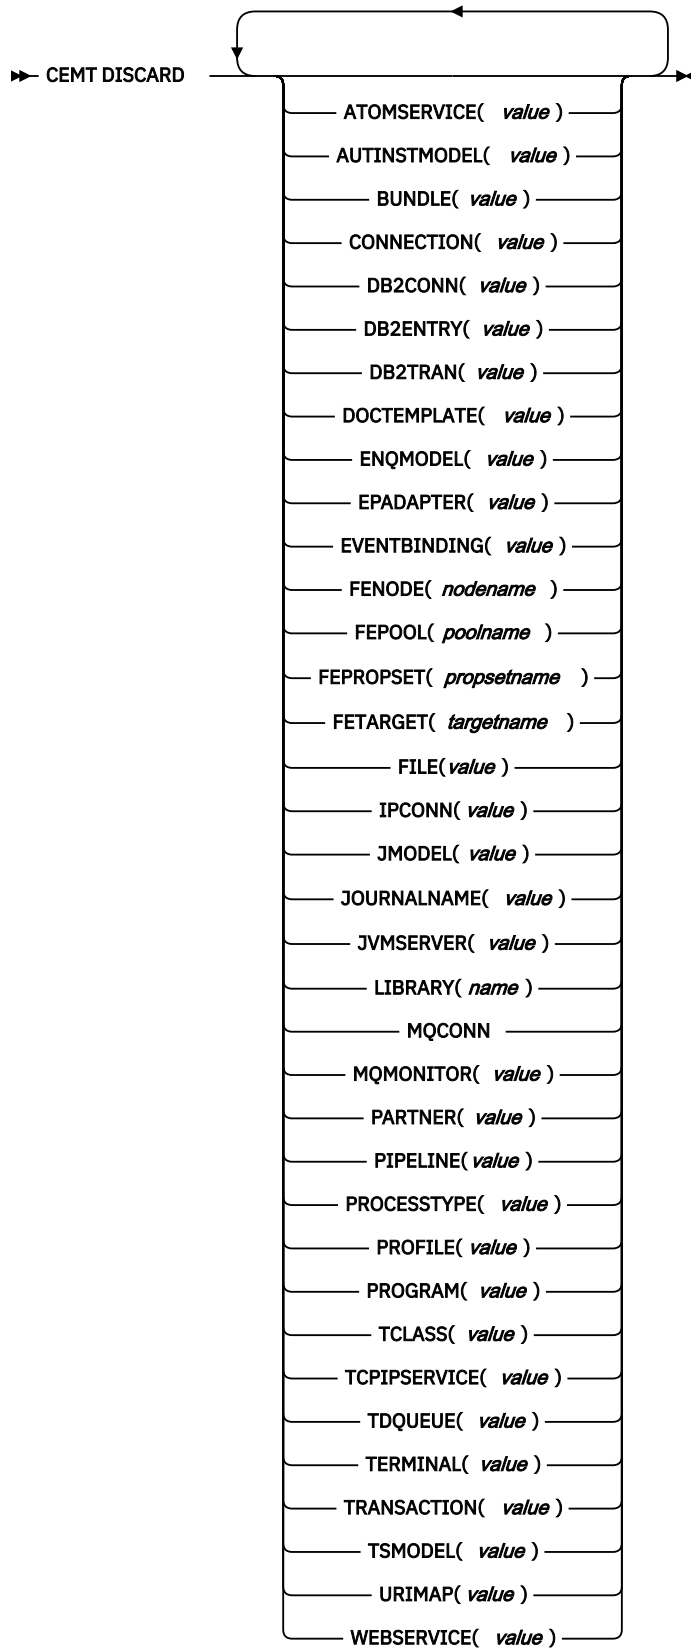 CEMT DISCARD
ATOMSERVICE( value )
AUTINSTMODEL( value )
BUNDLE( value )
CONNECTION( value )
DB2CONN( value )
DB2ENTRY( value )
DB2TRAN( value )
DOCTEMPLATE( value )
ENQMODEL( value )
EPADAPTER( value )
EVENTBINDING( value )
FENODE( nodename )
FEPOOL( poolname )
FEPROPSET( propsetname )
FETARGET( targetname )
FILE(value )
IPCONN( value )
JMODEL( value )
JOURNALNAME( value )
JVMSERVER( value )
LIBRARY( name )
MQCONN
MQMONITOR( value )
PARTNER( value )
PIPELINE( value )
PROCESSTYPE( value )
PROFILE( value )
PROGRAM( value )
TCLASS( value )
TCPIPSERVICE( value )
TDQUEUE( value )
TERMINAL( value )
TRANSACTION( value )
TSMODEL( value )
URIMAP( value )
WEBSERVICE( value )